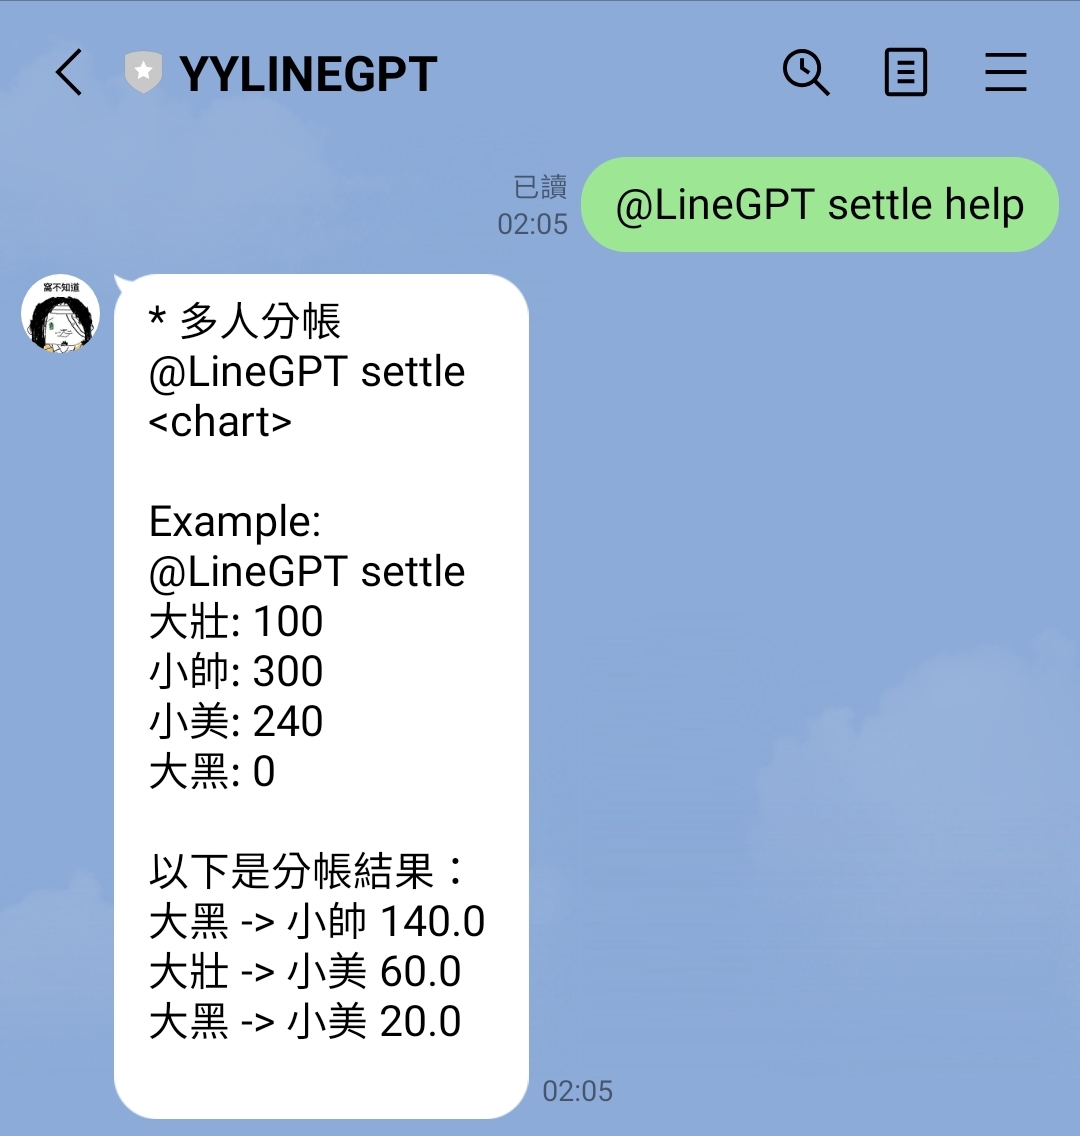 YYLINEGPT
已讀
02:05
@LineGPT settle help
窩不知道
* 多人分帳
@LineGPT settle
<chart>
Example:
@LineGPT settle
大壯: 100
小帥: 300
小美: 240
大黑: 0
以下是分帳結果：
大黑 -> 小帥 140.0
大壯 -> 小美 60.0
大黑 -> 小美 20.0
02:05